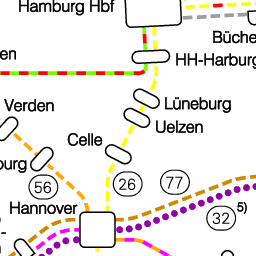 Hamburg Hbf
Büche
en
HH-Harburg
Lüneburg
Verden
Uelzen
Celle
burg
56
26
77
Hannover
32 5)